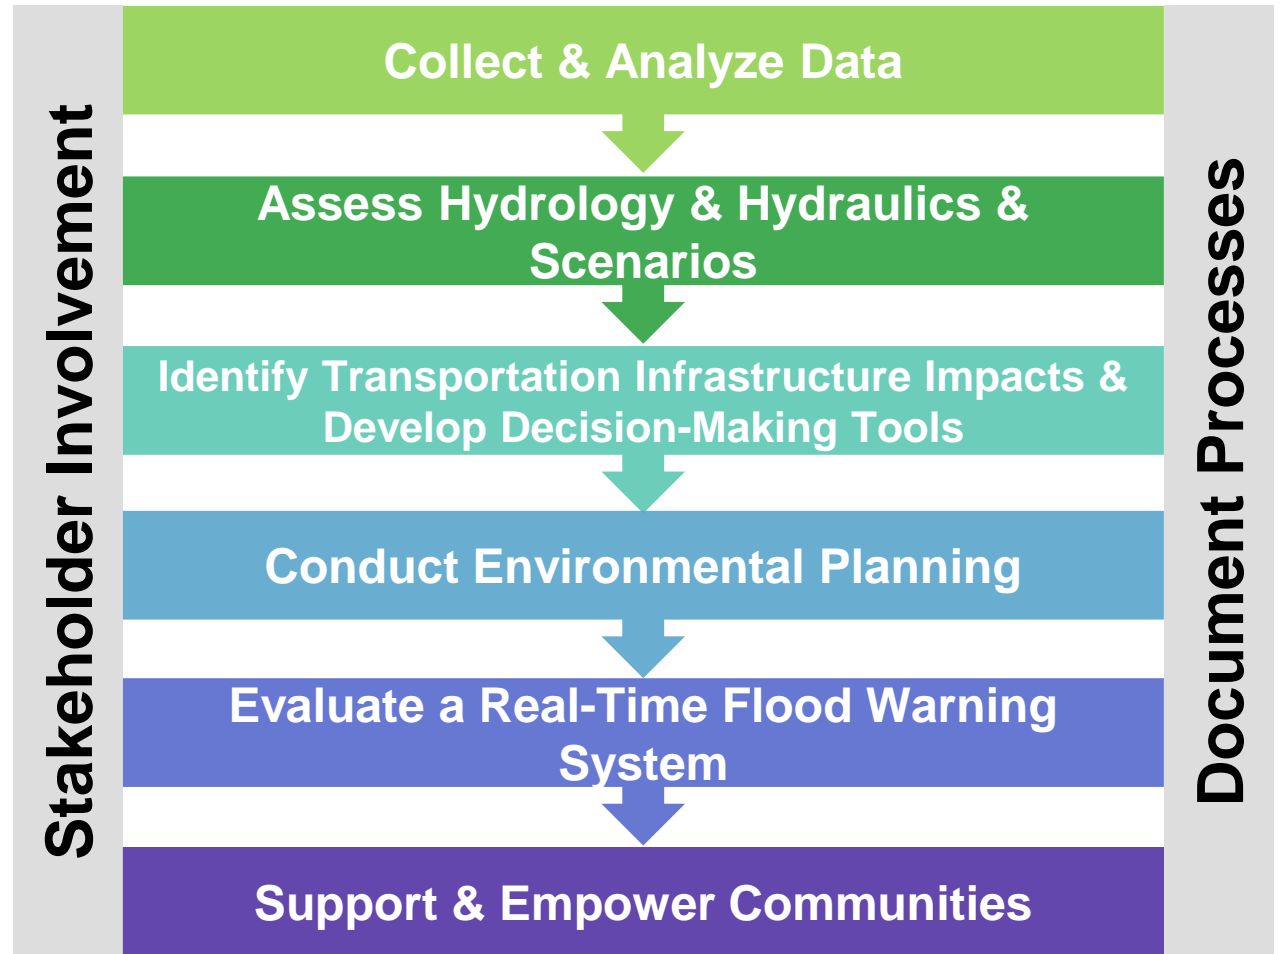 Stakeholder Involvement
Collect & Analyze Data
Assess Hydrology & Hydraulics &
Scenarios
Identify Transportation Infrastructure Impacts &
Develop Decision-Making Tools
Conduct Environmental Planning
Evaluate a Real-Time Flood Warning
System
Support & Empower Communities
Document Processes